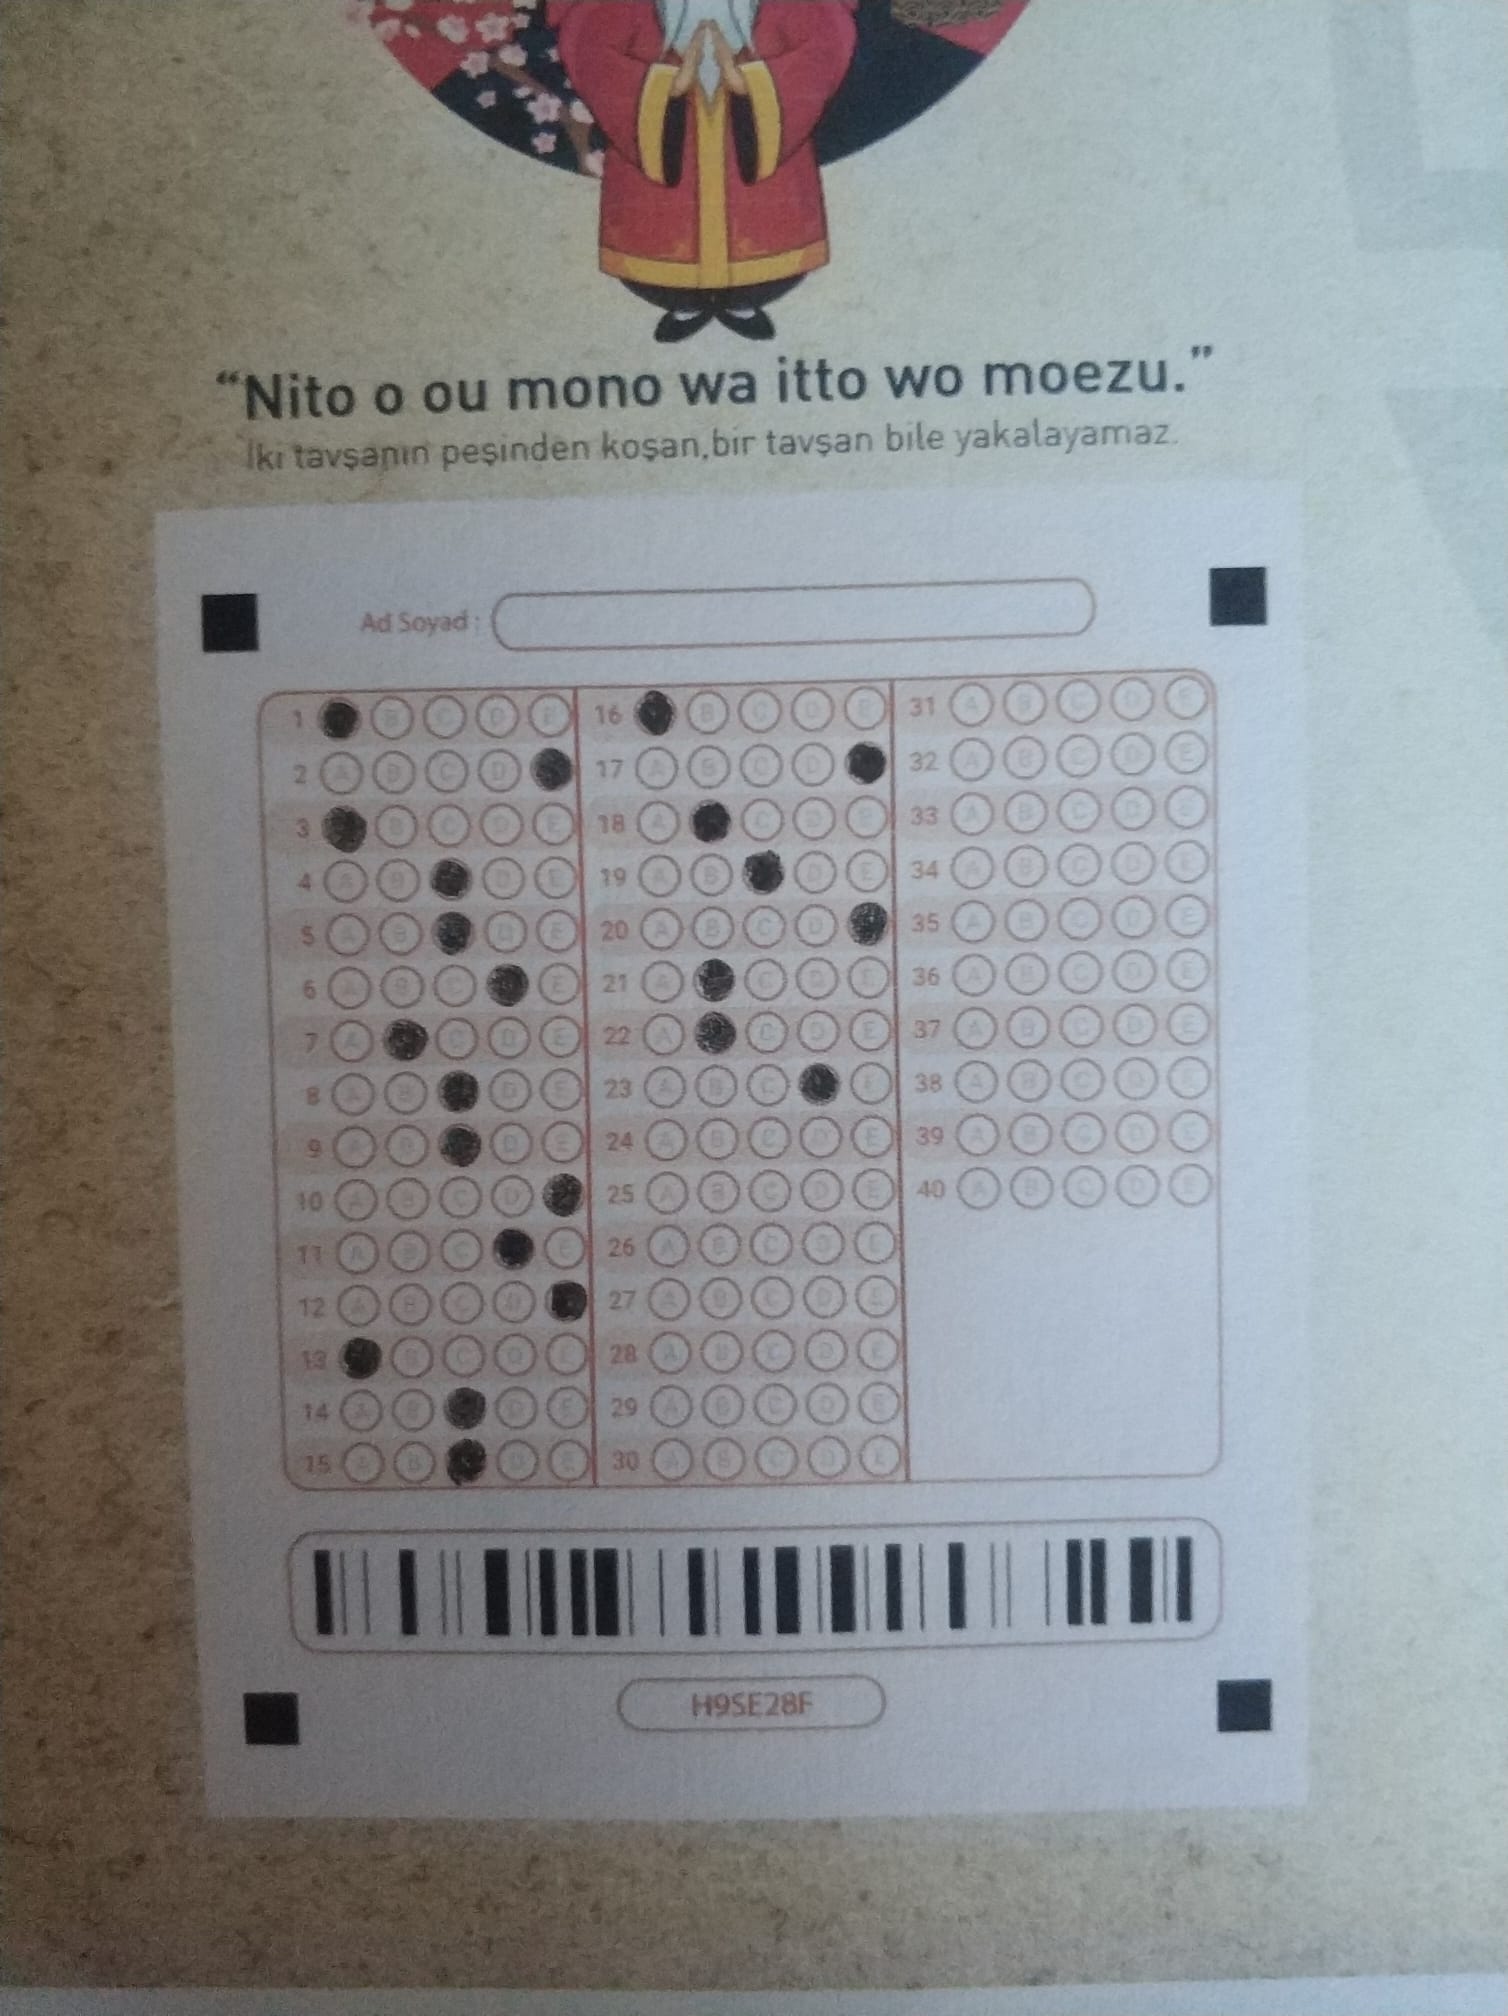 “Nito o ou mono wa itto wo moezu.”
İki tavşanın peşinden koşan,bir tavşan bile yakalayamaz.
Ad Soyad :
1 B C D E
2 A B C D
3 B C D E
4 A B D E
5 A B D E
6 A B C E
7 A C D E
8 A B D E
9 A B D E
10 A B C D
11 A B C E
12 A B C D
13 B C D E
14 A B D E
15 A B D E
16 B C D E
17 A B C D
18 A C D E
19 A B D E
20 A B C D
21 A C D E
22 A C D E
23 A B C E
24 A B C D E
25 A B C D E
26 A B C D E
27 A B C D E
28 A B C D E
29 A B C D E
30 A B C D E
31 A B C D E
32 A B C D E
33 A B C D E
34 A B C D E
35 A B C D E
36 A B C D E
37 A B C D E
38 A B C D E
39 A B C D E
40 A B C D E
H9SE28F